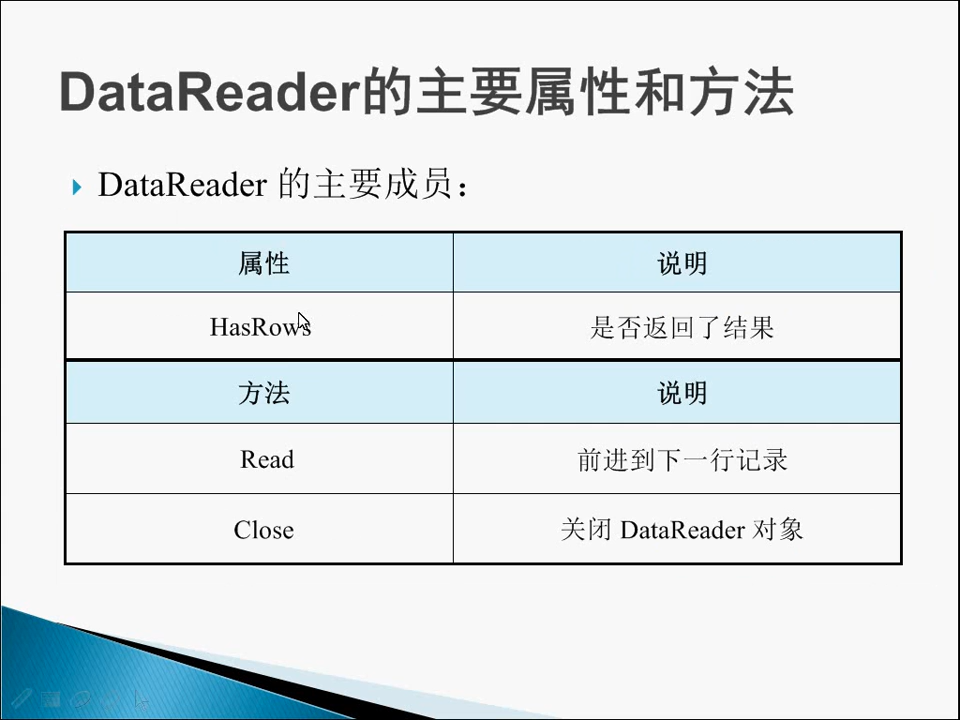 DataReader的主要属性和方法
DataReader 的主要成员：
属性 说明
HasRows 是否返回了结果
方法 说明
Read 前进到下一行记录
Close 关闭 DataReader 对象